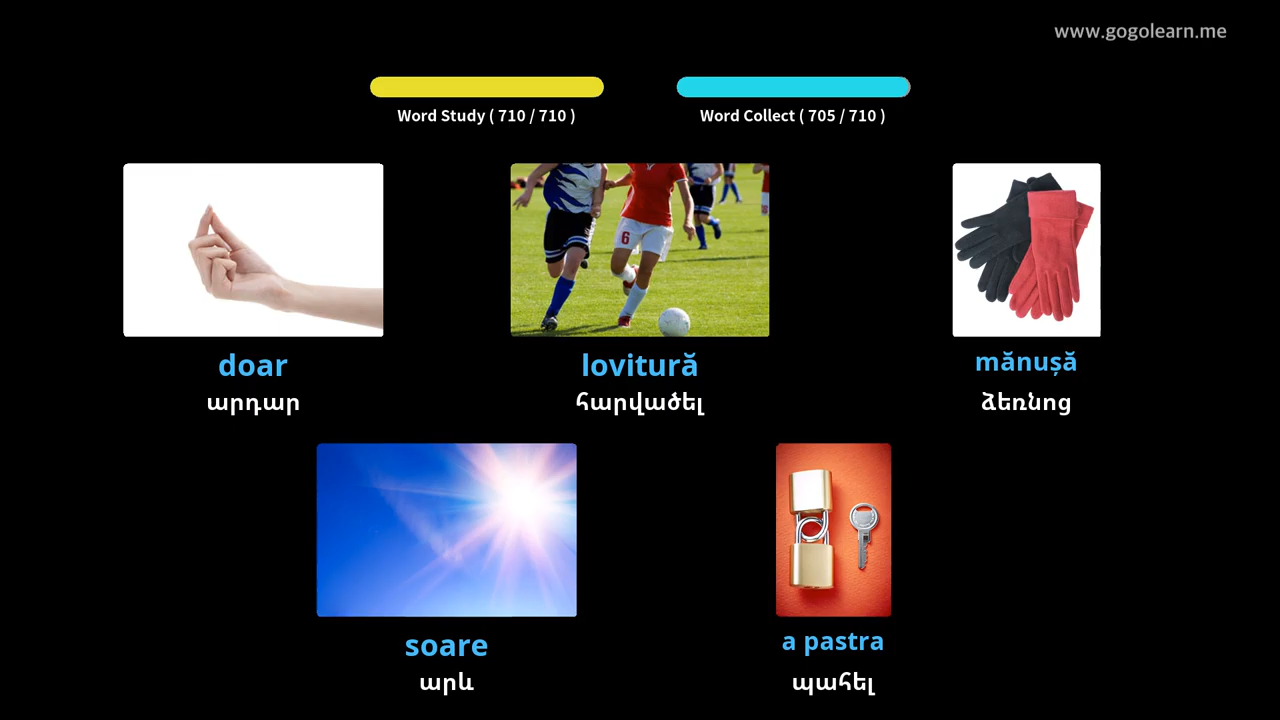 www.gogolearn.me
Word Study ( 710 / 710 )
Word Collect ( 705 / 710 )
doar
արդար
lovitură
հարվածել
mănușă
ձեռնոց
6
soare
արև
a pastra
պահել